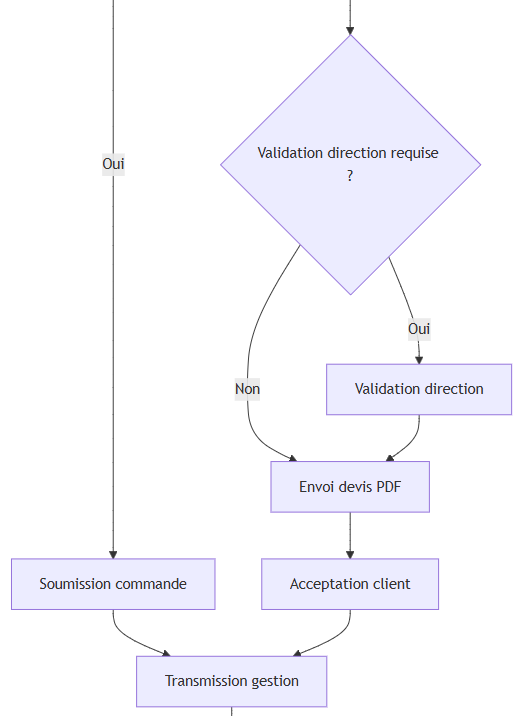 Oui
Validation direction requise
?
Oui
Non
Validation direction
Envoi devis PDF
Soumission commande
Acceptation client
Transmission gestion